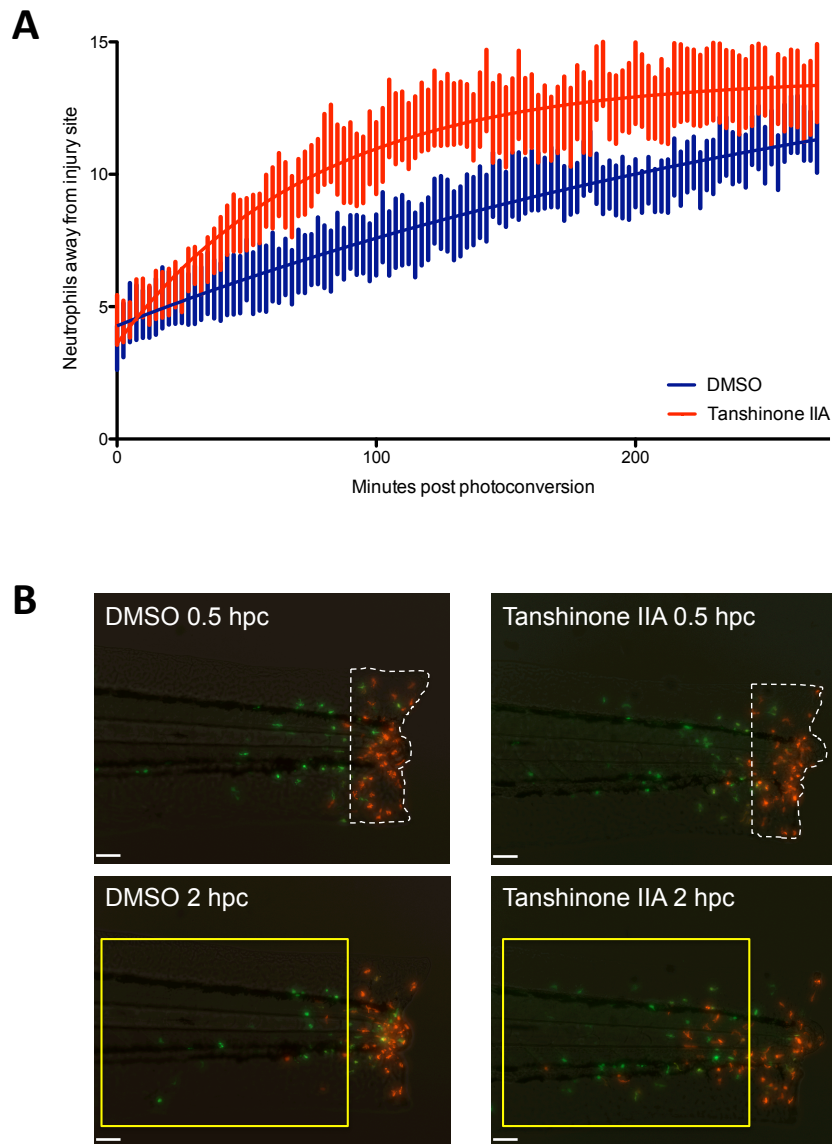 A
15
10
5
0
0
100
200
Neutrophils away from injury site
Minutes post photoconversion
DMSO
Tanshinone IIA
B
DMSO 0.5 hpc
Tanshinone IIA 0.5 hpc
DMSO 2 hpc
Tanshinone IIA 2 hpc